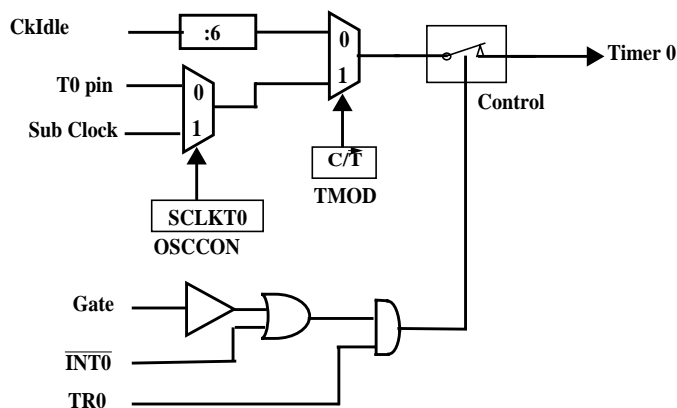 CkIdle
:6
0
1
Timer 0
T0 pin
0
Sub Clock
1
Control
C/T
TMOD
SCLKT0
OSCCON
Gate
INT0
TR0